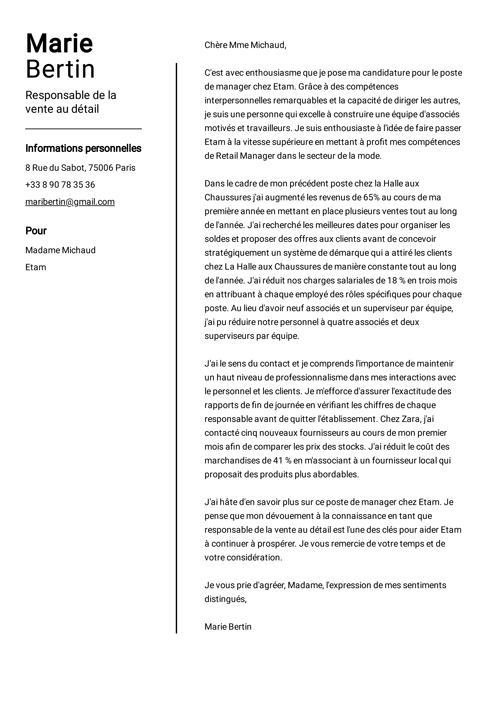 Marie
Bertin
Responsable de la
vente au détail
Informations personnelles
8 Rue du Sabot, 75006 Paris
+33 8 90 78 35 36
maribertin@gmail.com
Pour
Madame Michaud
Etam
Chère Mme Michaud,
C'est avec enthousiasme que je pose ma candidature pour le poste
de manager chez Etam. Grâce à des compétences
interpersonnelles remarquables et la capacité de diriger les autres,
je suis une personne qui excelle à construire une équipe d'associés
motivés et travailleurs. Je suis enthousiaste à l'idée de faire passer
Etam à la vitesse supérieure en mettant à profit mes compétences
de Retail Manager dans le secteur de la mode.
Dans le cadre de mon précédent poste chez la Halle aux
Chaussures j'ai augmenté les revenus de 65% au cours de ma
première année en mettant en place plusieurs ventes tout au long
de l'année. J'ai recherché les meilleures dates pour organiser les
soldes et proposer des offres aux clients avant de concevoir
stratégiquement un système de démarque qui a attiré les clients
chez La Halle aux Chaussures de manière constante tout au long
de l'année. J'ai réduit nos charges salariales de 18 % en trois mois
en attribuant à chaque employé des rôles spécifiques pour chaque
poste. Au lieu d'avoir neuf associés et un superviseur par équipe,
j'ai pu réduire notre personnel à quatre associés et deux
superviseurs par équipe.
J'ai le sens du contact et je comprends l'importance de maintenir
un haut niveau de professionnalisme dans mes interactions avec
le personnel et les clients. Je m'efforce d'assurer l'exactitude des
rapports de fin de journée en vérifiant les chiffres de chaque
responsable avant de quitter l'établissement. Chez Zara, j'ai
contacté cinq nouveaux fournisseurs au cours de mon premier
mois afin de comparer les prix des stocks. J'ai réduit le coût des
marchandises de 41 % en m'associant à un fournisseur local qui
proposait des produits plus abordables.
J'ai hâte d'en savoir plus sur ce poste de manager chez Etam. Je
pense que mon dévouement à la connaissance en tant que
responsable de la vente au détail est l'une des clés pour aider Etam
à continuer à prospérer. Je vous remercie de votre temps et de
votre considération.
Je vous prie d'agréer, Madame, l'expression de mes sentiments
distingués,
Marie Bertin